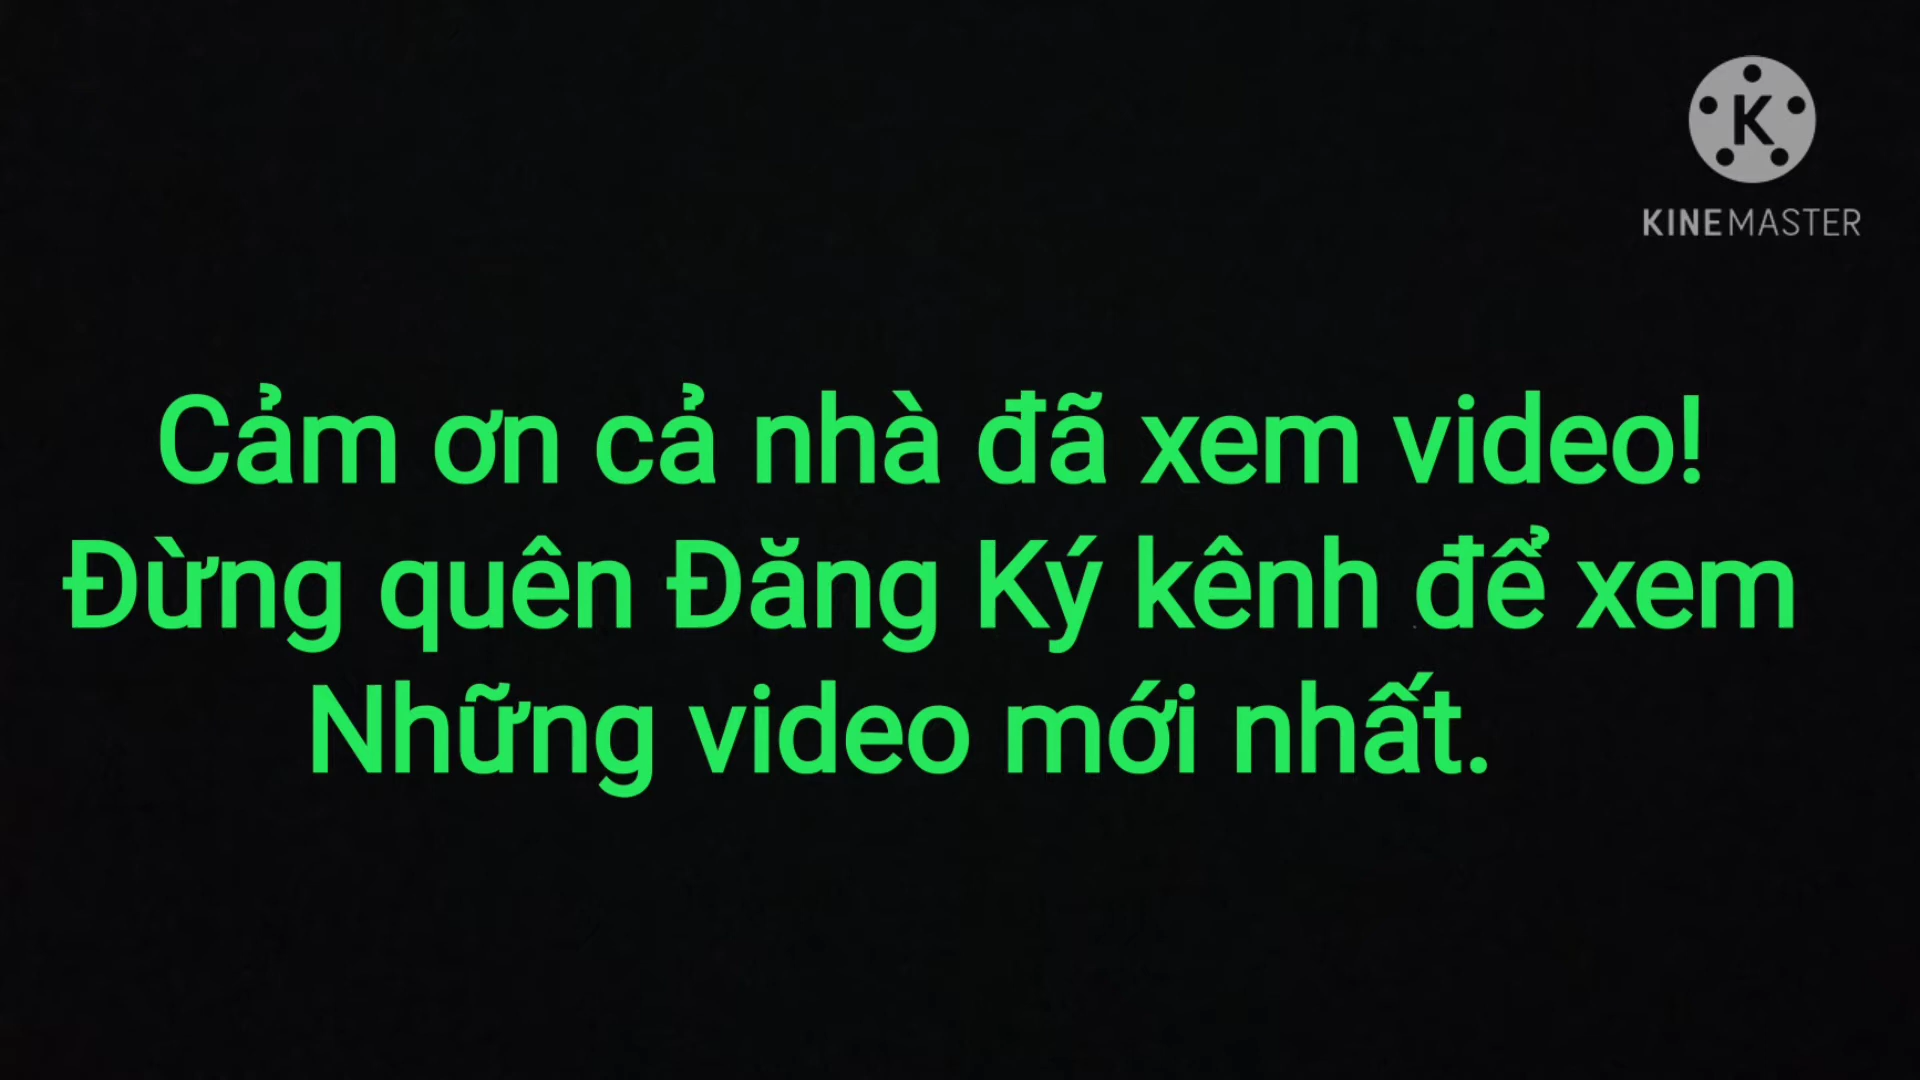 K
KINEMASTER
Cảm ơn cả nhà đã xem video!
Đừng quên Đăng Ký kênh để xem
Những video mới nhất.